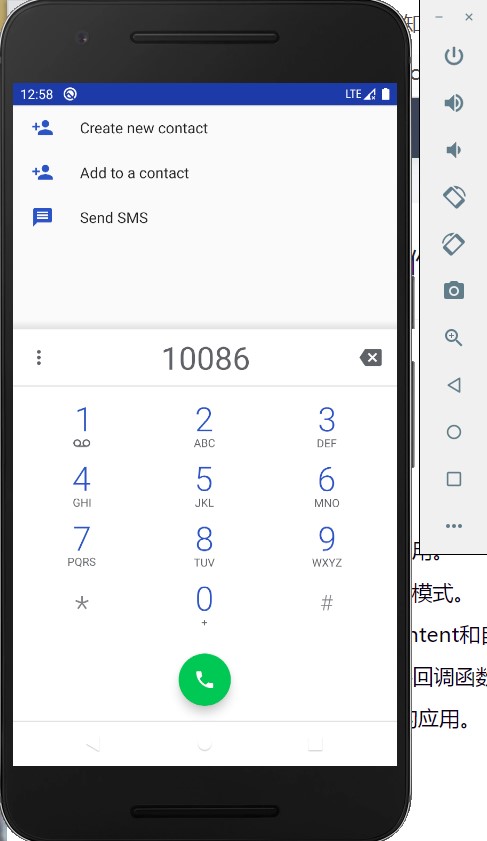 12:58 LTE
Create new contact
Add to a contact
Send SMS
10086
1 2 3
ABC DEF
4 5 6
GHI JKL MNO
7 8 9
PQRS TUV WXYZ
* 0 #
+
用。
模式。
ntent和
回调函数
的应用。